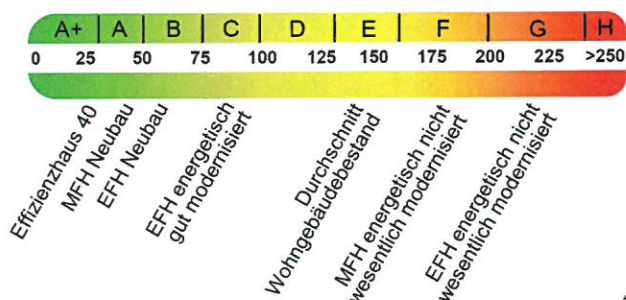 A+ A B C D E F G H
0 25 50 75 100 125 150 175 200 225 >250
Effizienzhaus 40
MFH Neubau
EFH Neubau
EFH energetisch
gut modernisiert
Durchschnitt
Wohngebäudebestand
MFH energetisch nicht
wesentlich modernisiert
EFH energetisch nicht
wesentlich modernisiert